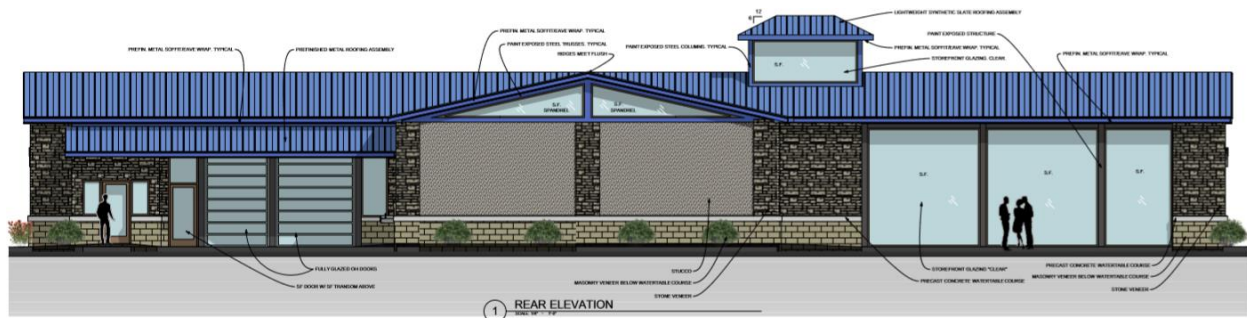 12
6
LIGHTWEIGHT SYNTHETIC SLATE ROOFING ASSEMBLY
PREFIN. METAL SOFFIT/EAVE WRAP. TYPICAL
PAINT EXPOSED STRUCTURE
PREFIN. METAL SOFFIT/EAVE WRAP. TYPICAL
PREFINISHED METAL ROOFING ASSEMBLY
PAINT EXPOSED STEEL TRUSSES. TYPICAL
PAINT EXPOSED STEEL COLUMNS. TYPICAL
PREFIN. METAL SOFFIT/EAVE WRAP. TYPICAL
PREFIN. METAL SOFFIT/EAVE WRAP. TYPICAL
RIDGES MEET FLUSH
STOREFRONT GLAZING. CLEAR.
S.F.
S.F.
SPANDREL
S.F.
SPANDREL
S.F.
S.F.
S.F.
FULLY GLAZED OH DOORS
STUCCO
STOREFRONT GLAZING "CLEAR"
PRECAST CONCRETE WATERTABLE COURSE
MASONRY VENEER BELOW WATERTABLE COURSE
PRECAST CONCRETE WATERTABLE COURSE
MASONRY VENEER BELOW WATERTABLE COURSE
SF DOOR W/ SF TRANSOM ABOVE
STONE VENEER
STONE VENEER
1
REAR ELEVATION